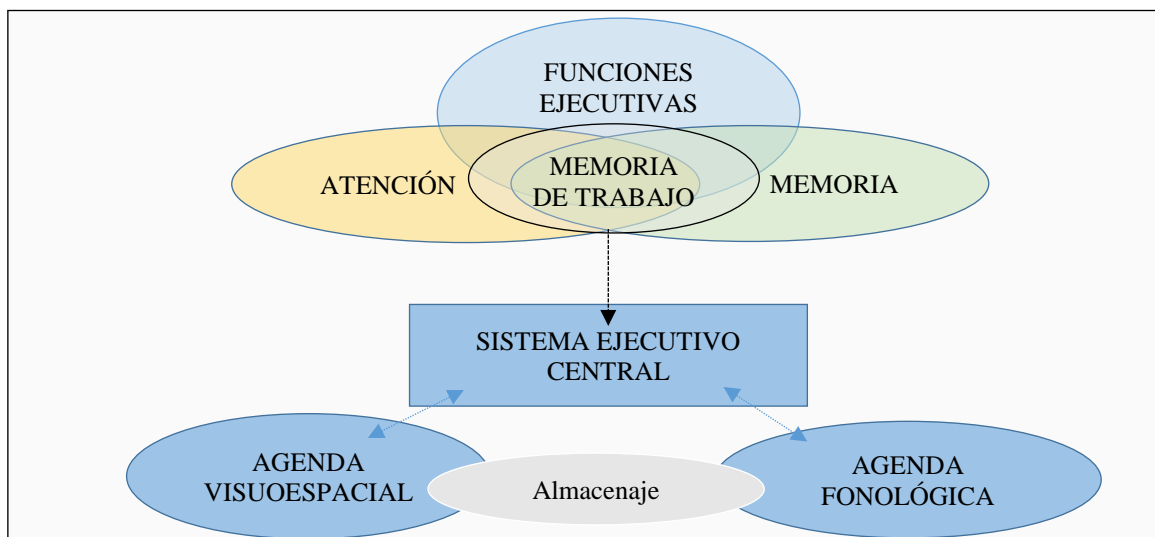 FUNCIONES
EJECUTIVAS
ATENCIÓN
MEMORIA
DE TRABAJO
MEMORIA
SISTEMA EJECUTIVO
CENTRAL
AGENDA
VISUOESPACIAL
Almacenaje
AGENDA
FONOLÓGICA